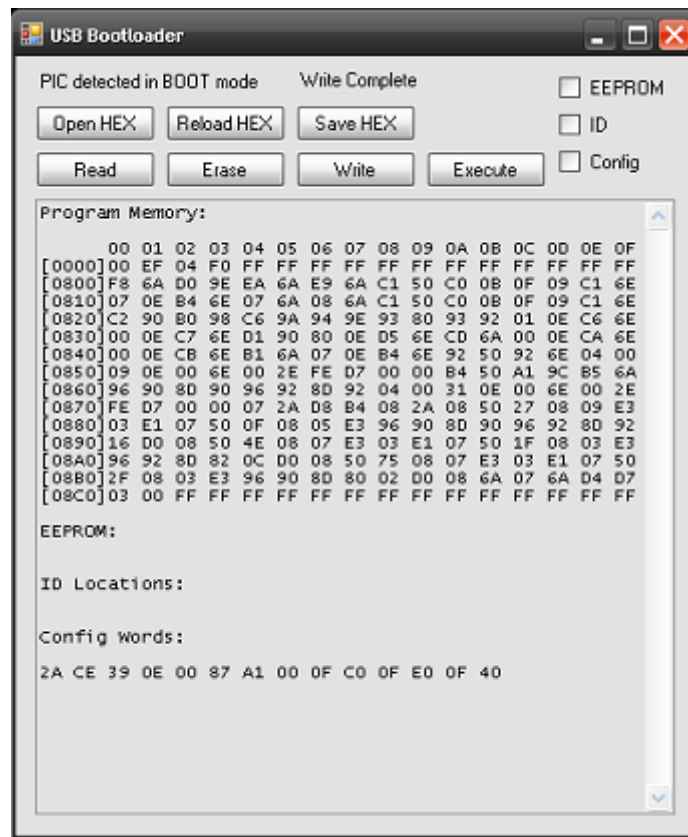 USB Bootloader
PIC detected in BOOT mode Write Complete
EEPROM
Open HEX Reload HEX Save HEX
ID
Read Erase Write Execute
Config
Program Memory:
00 01 02 03 04 05 06 07 08 09 0A 0B 0C 0D 0E 0F
[0000]00 EF 04 F0 FF FF FF FF FF FF FF FF FF FF FF FF
[0800]F8 6A D0 9E EA 6A E9 6A C1 50 C0 0B 0F 09 C1 6E
[0810]07 0E B4 6E 07 6A 08 6A C1 50 C0 0B 0F 09 C1 6E
[0820]C2 90 B0 98 C6 9A 94 9E 93 80 93 92 01 0E C6 6E
[0830]00 0E C7 6E D1 90 80 0E D5 6E CD 6A 00 0E CA 6E
[0840]00 0E CB 6E B1 6A 07 0E B4 6E 92 50 92 6E 04 00
[0850]09 0E 00 6E 00 2E FE D7 00 00 B4 50 A1 9C B5 6A
[0860]96 90 8D 90 96 92 8D 92 04 00 31 0E 00 6E 00 2E
[0870]FE D7 00 00 07 2A D8 B4 08 2A 08 50 27 08 09 E3
[0880]03 E1 07 50 0F 08 05 E3 96 90 8D 90 96 92 8D 92
[0890]16 D0 08 50 4E 08 07 E3 03 E1 07 50 1F 08 03 E3
[08A0]96 92 8D 82 0C D0 08 50 75 08 07 E3 03 E1 07 50
[08B0]2F 08 03 E3 96 90 8D 80 02 D0 08 6A 07 6A D4 D7
[08C0]03 00 FF FF FF FF FF FF FF FF FF FF FF FF FF FF
EEPROM:
ID Locations:
Config Words:
2A CE 39 0E 00 87 A1 00 0F C0 0F E0 0F 40